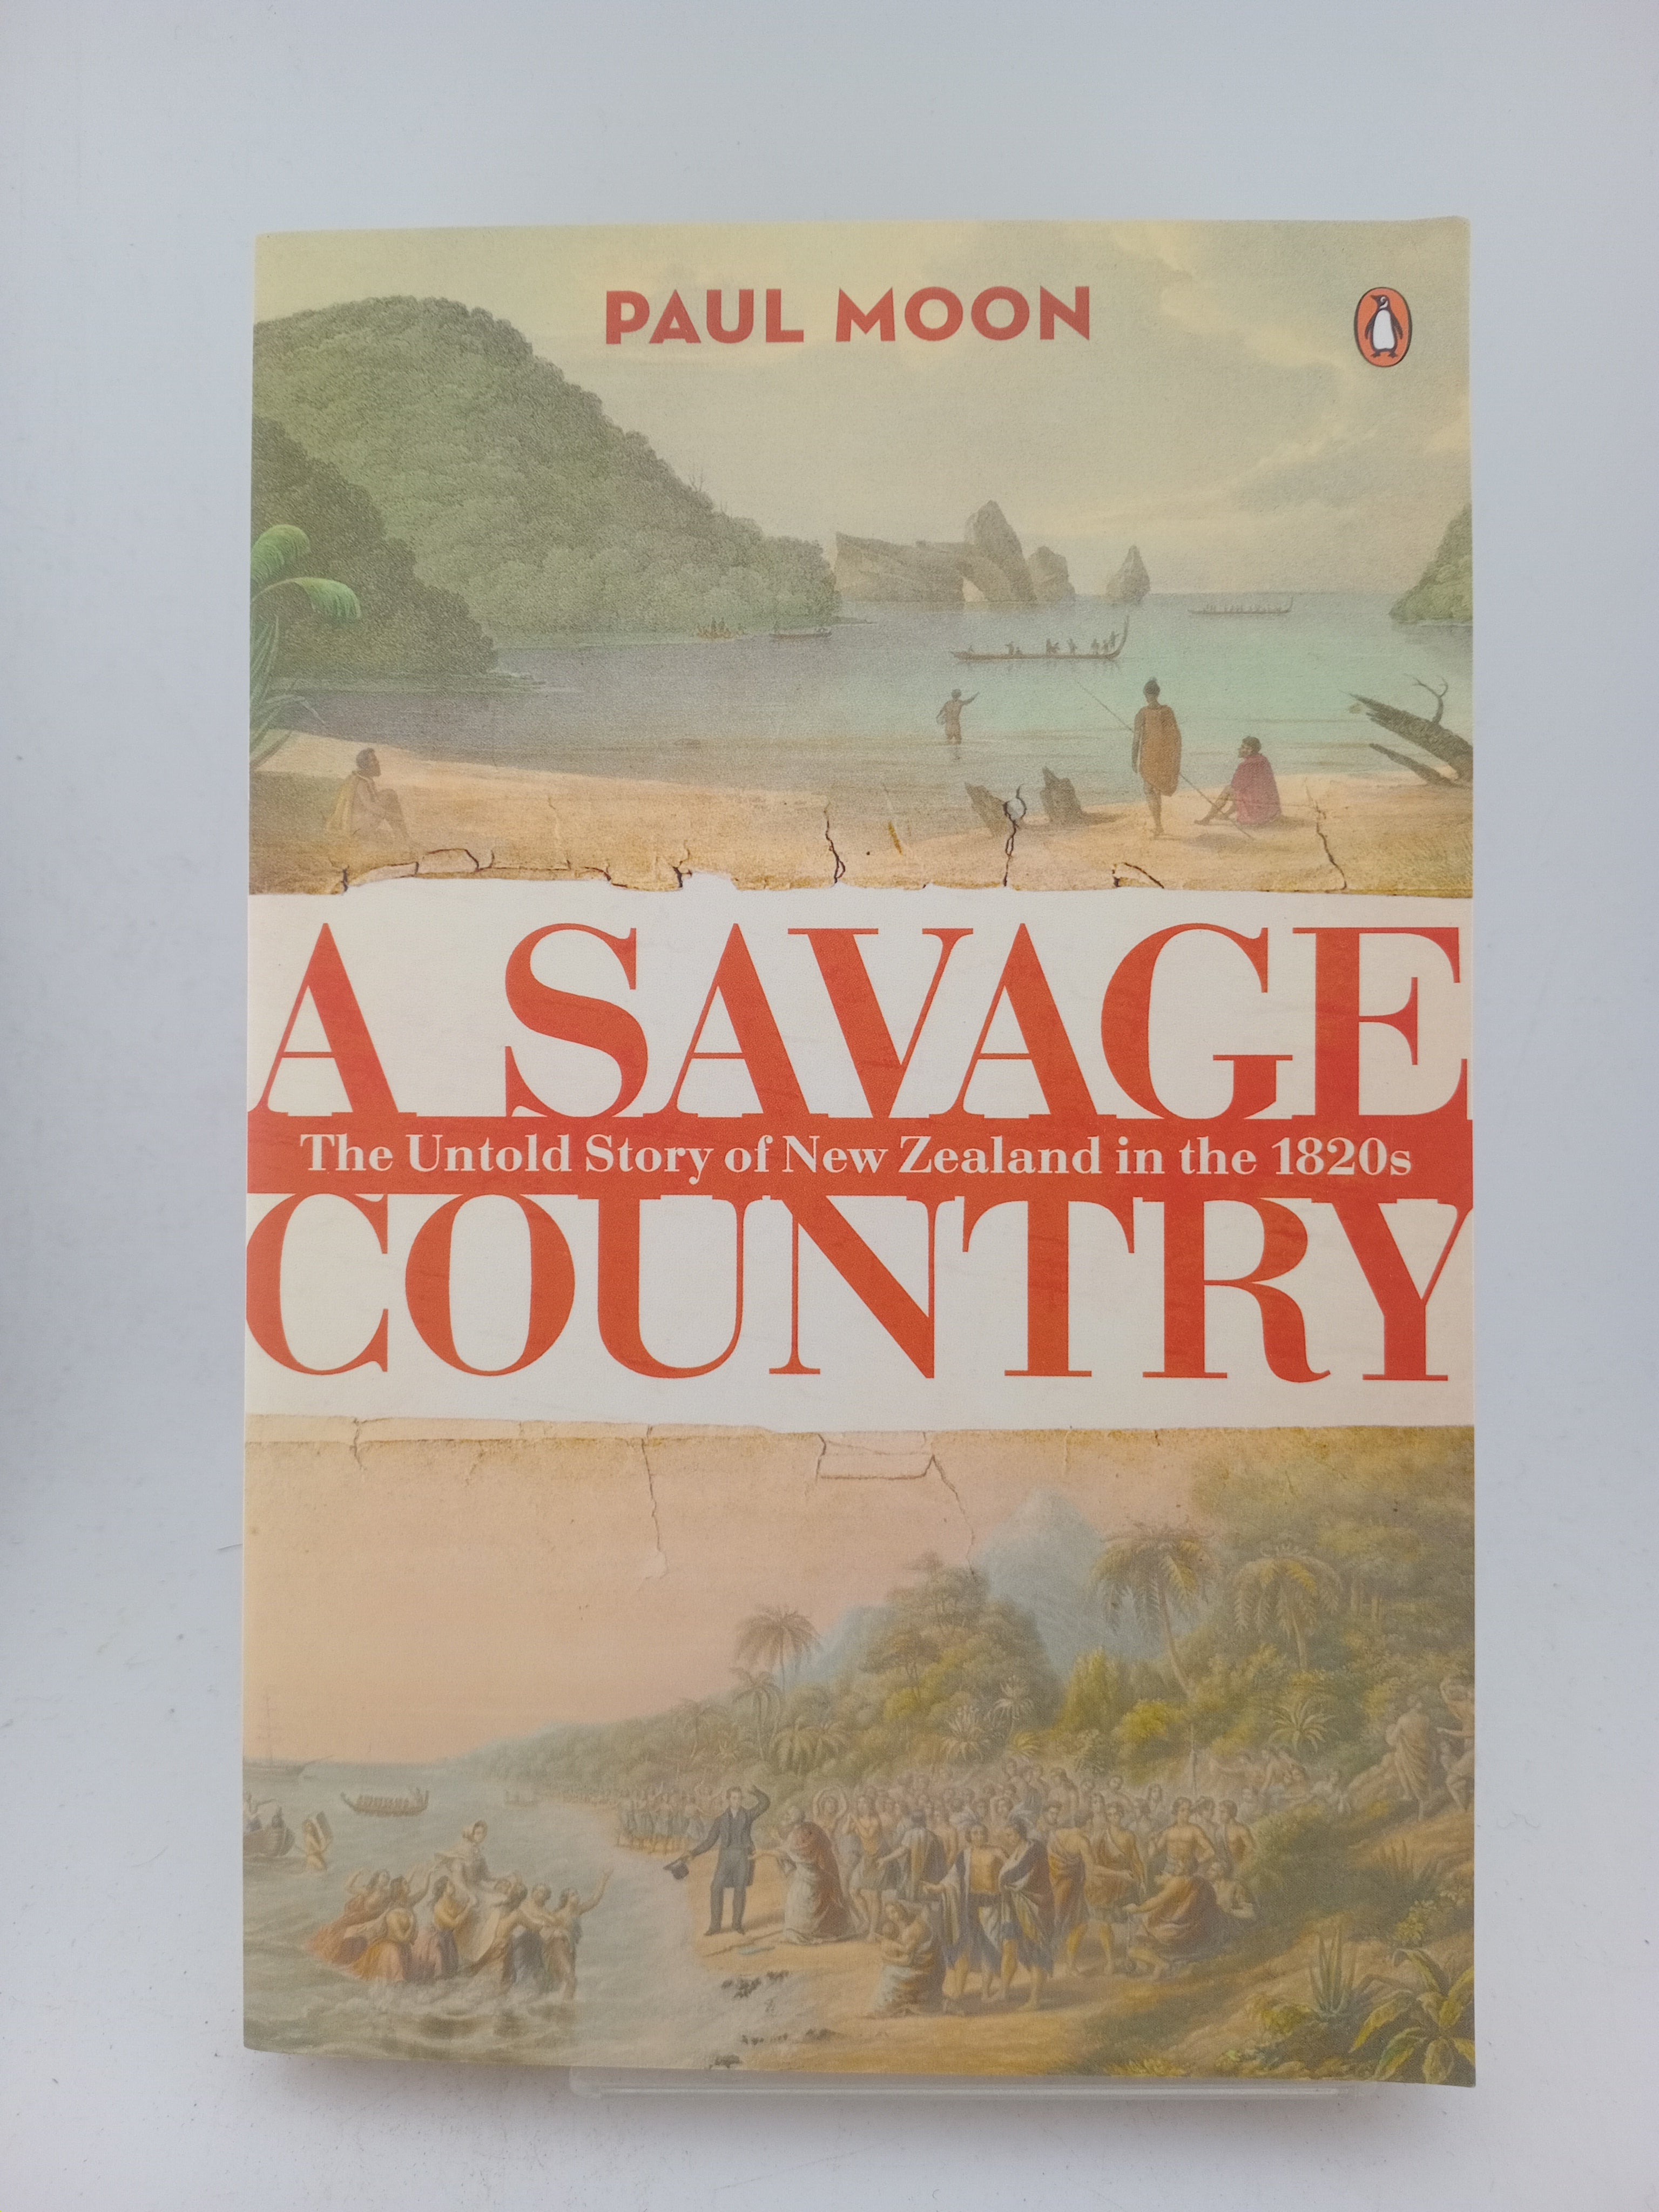 PAUL MOON
A SAVAGE
The Untold Story of New Zealand in the 1820s
COUNTRY